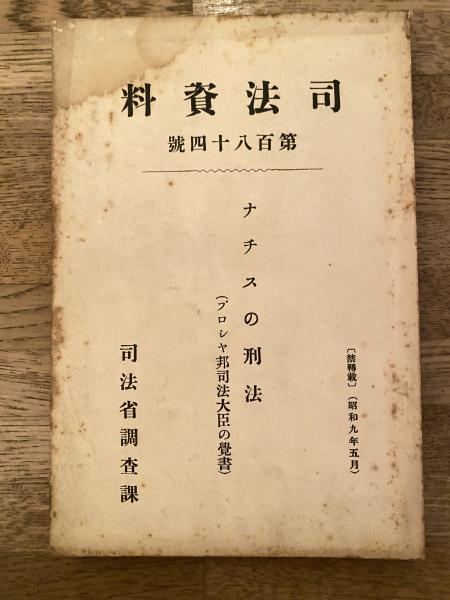 司法資料
第百八十四號
〔禁轉載〕(昭和九年五月)
ナチスの刑法
(プロシヤ邦司法大臣の覺書)
司法省調査課